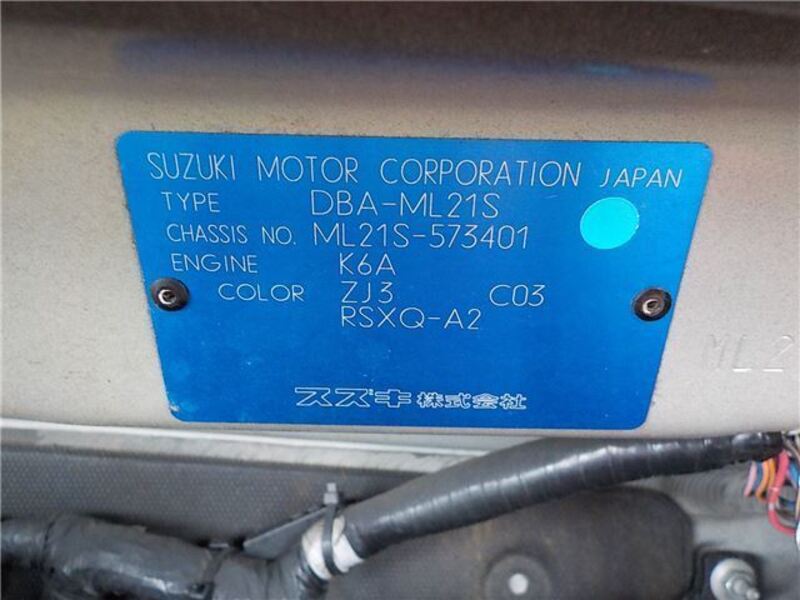 SUZUKI MOTOR CORPORATION JAPAN
TYPE DBA-ML21S
CHASSIS NO. ML21S-573401
ENGINE K6A
COLOR ZJ3 C03
RSXQ-A2
スズキ株式会社
ML2